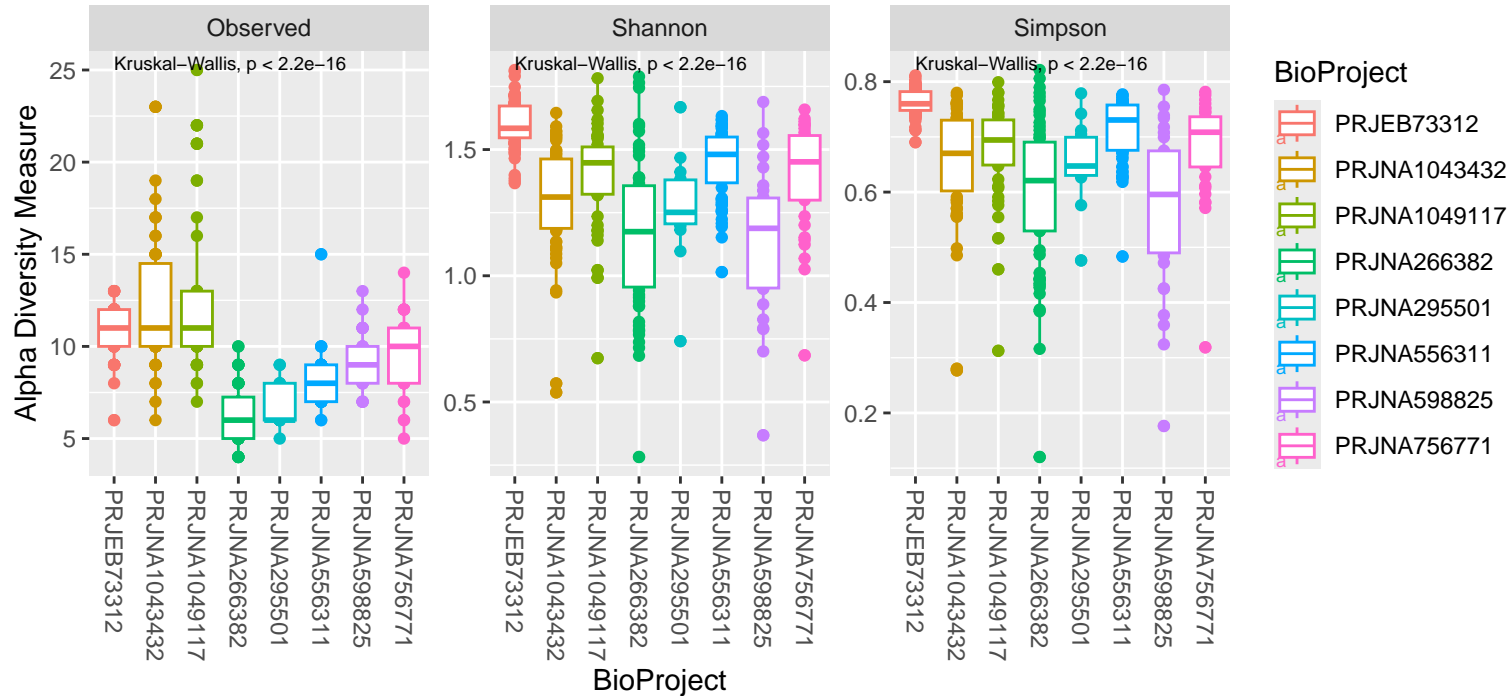 Observed
Shannon
Simpson
Kruskal−Wallis, p < 2.2e−16
Kruskal−Wallis, p < 2.2e−16
Kruskal−Wallis, p < 2.2e−16
Alpha Diversity Measure
25
20
15
10
5
1.5
1.0
0.5
0.8
0.6
0.4
0.2
PRJEB73312
PRJNA1043432
PRJNA1049117
PRJNA266382
PRJNA295501
PRJNA556311
PRJNA598825
PRJNA756771
PRJEB73312
PRJNA1043432
PRJNA1049117
PRJNA266382
PRJNA295501
PRJNA556311
PRJNA598825
PRJNA756771
PRJEB73312
PRJNA1043432
PRJNA1049117
PRJNA266382
PRJNA295501
PRJNA556311
PRJNA598825
PRJNA756771
BioProject
BioProject
a PRJEB73312
a PRJNA1043432
a PRJNA1049117
a PRJNA266382
a PRJNA295501
a PRJNA556311
a PRJNA598825
a PRJNA756771